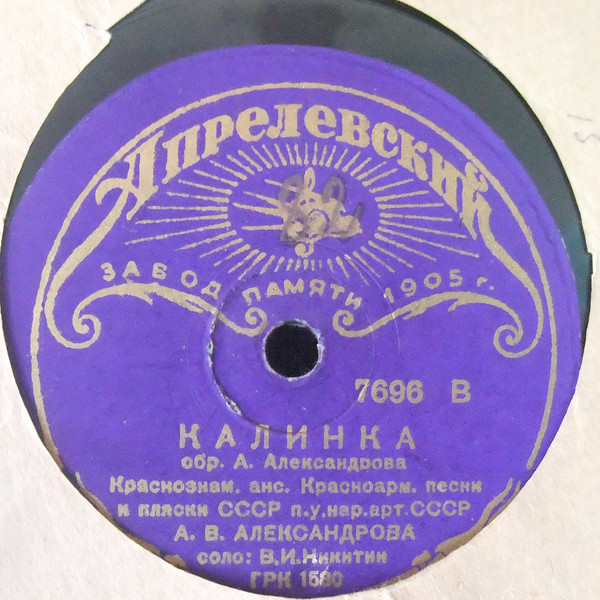 Апрелевский
ЗАВОД ПАМЯТИ 1905 г.
7696 В
КАЛИНКА
обр. А. Александрова
Краснознам. анс. Красноарм. песни
и пляски СССР п.у. нар. арт. СССР
А. В. АЛЕКСАНДРОВА
соло: В.И. Никитин
ГРК 1580